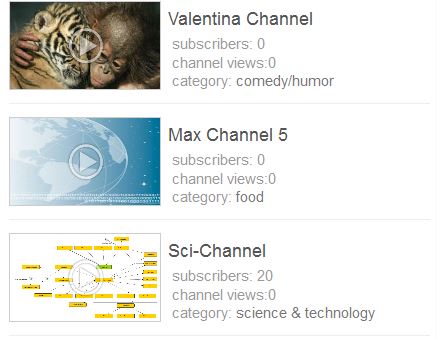 Valentina Channel
subscribers: 0
channel views:0
category: comedy/humor
Max Channel 5
subscribers: 0
channel views:0
category: food
Sci-Channel
subscribers: 20
channel views:0
category: science & technology